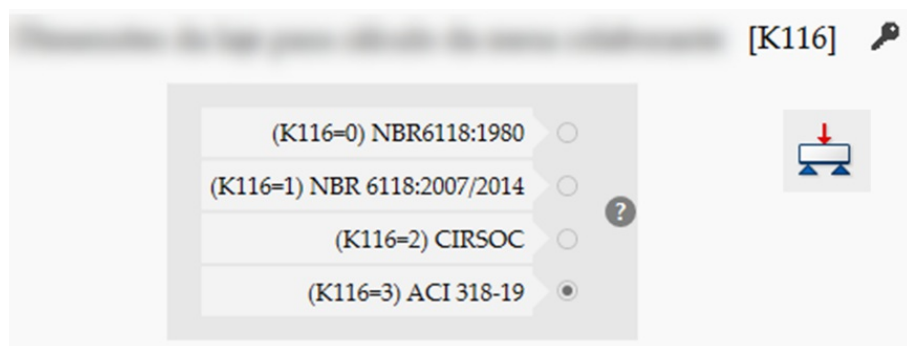 [K116]
(K116=0) NBR6118:1980
(K116=1) NBR 6118:2007/2014
?
(K116=2) CIRSOC
(K116=3) ACI 318-19